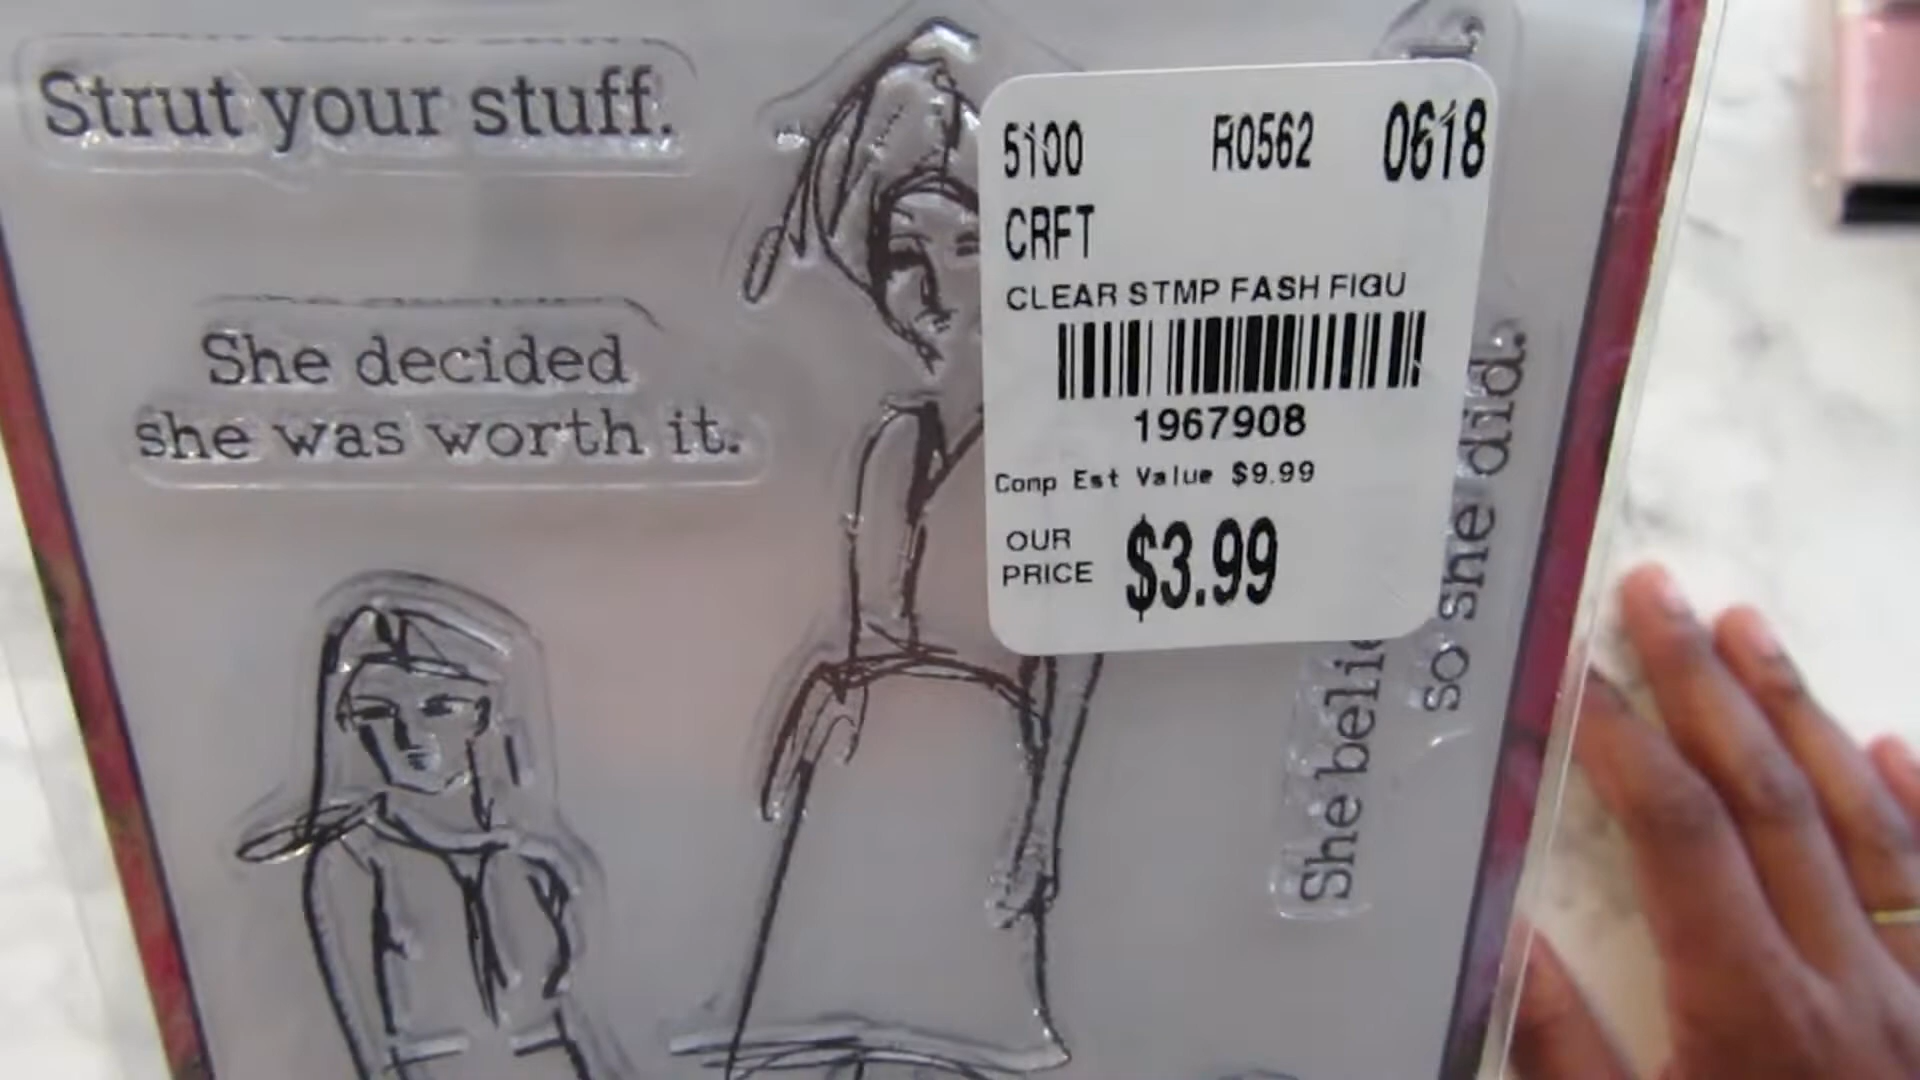 Strut your stuff.
She decided
she was worth it.
5100 R0562 0618
CRFT
CLEAR STMP FASH FIGU
1967908
Comp Est Value $9.99
OUR
PRICE $3.99
She
so she did.